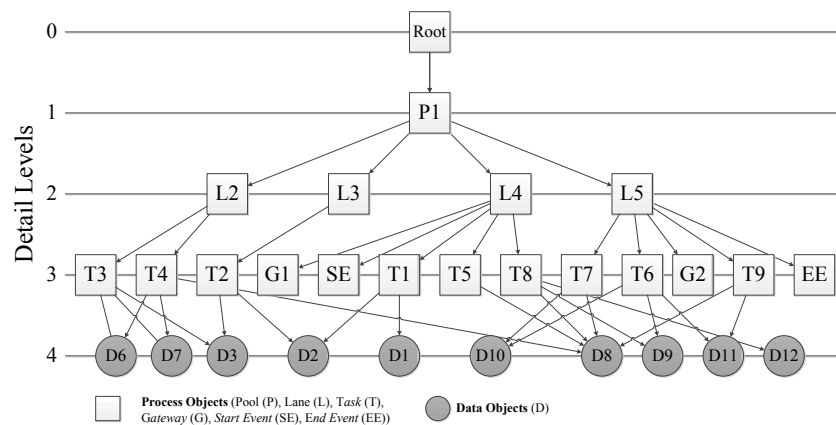 0
Root
1
P1
Detail Levels
2
L2
L3
L4
L5
3
T3
T4
T2
G1
SE
T1
T5
T8
T7
T6
G2
T9
EE
4
D6
D7
D3
D2
D1
D10
D8
D9
D11
D12
Process Objects (Pool (P), Lane (L), Task (T),
Gateway (G), Start Event (SE), End Event (EE))
Data Objects (D)